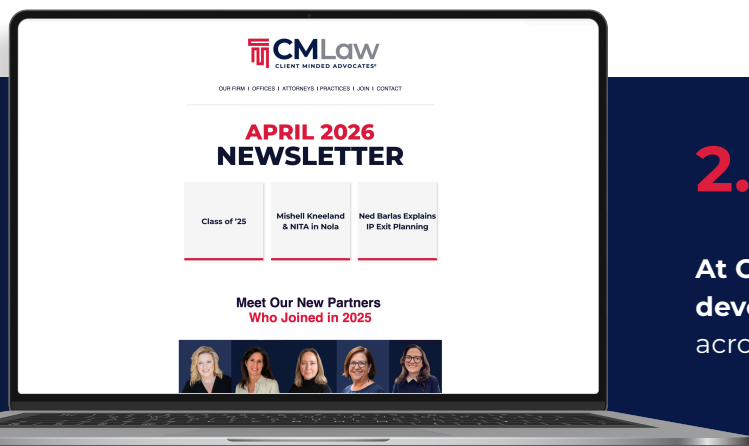 CMLaw
CLIENT MINDED ADVOCATES®
OUR FIRM I OFFICES I ATTORNEYS I PRACTICES I JOIN I CONTACT
APRIL 2026
NEWSLETTER
Class of '25
Mishell Kneeland
& NITA in Nola
Ned Barlas Explains
IP Exit Planning
Meet Our New Partners
Who Joined in 2025
2.
At C
deve
acro